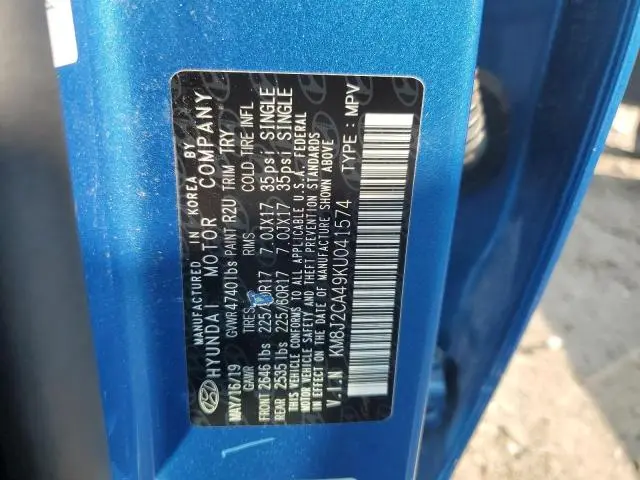 MANUFACTURED BY
IN KOREA BY
HYUNDAI MOTOR COMPANY
MAY/16/19 GVWR 4740lbs PAINT R2U TRIM TRY
GAWR TIRES RIMS COLD TIRE INFL
FRONT 2646 lbs 225/60R17 7.0JX17 35psi SINGLE
REAR 2535 lbs 225/60R17 7.0JX17 35psi SINGLE
THIS VEHICLE CONFORMS TO ALL APPLICABLE U.S.A. FEDERAL
MOTOR VEHICLE SAFETY AND THEFT PREVENTION STANDARDS
IN EFFECT ON THE DATE OF MANUFACTURE SHOWN ABOVE
V.I.N KM8J2CA49KU041574 TYPE : MPV